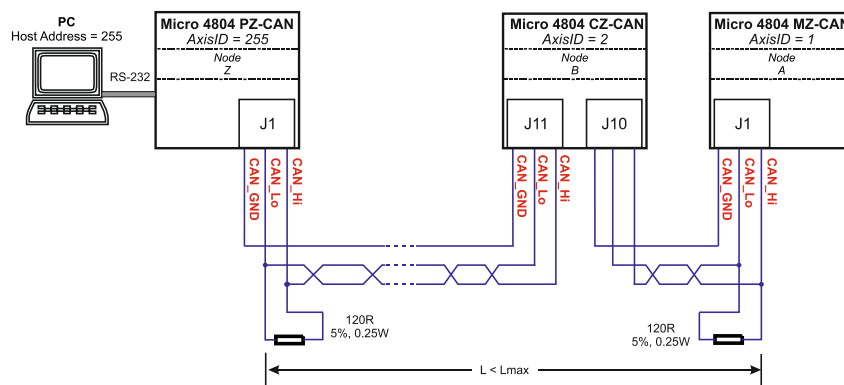 PC
Host Address = 255
RS-232
Micro 4804 PZ-CAN
AxisID = 255
Node
Z
J1
CAN_GND
CAN_Lo
CAN_Hi
Micro 4804 CZ-CAN
AxisID = 2
Node
B
J11
J10
CAN_GND
CAN_Lo
CAN_Hi
Micro 4804 MZ-CAN
AxisID = 1
Node
A
J1
CAN_GND
CAN_Lo
CAN_Hi
120R
5%, 0.25W
120R
5%, 0.25W
L < Lmax